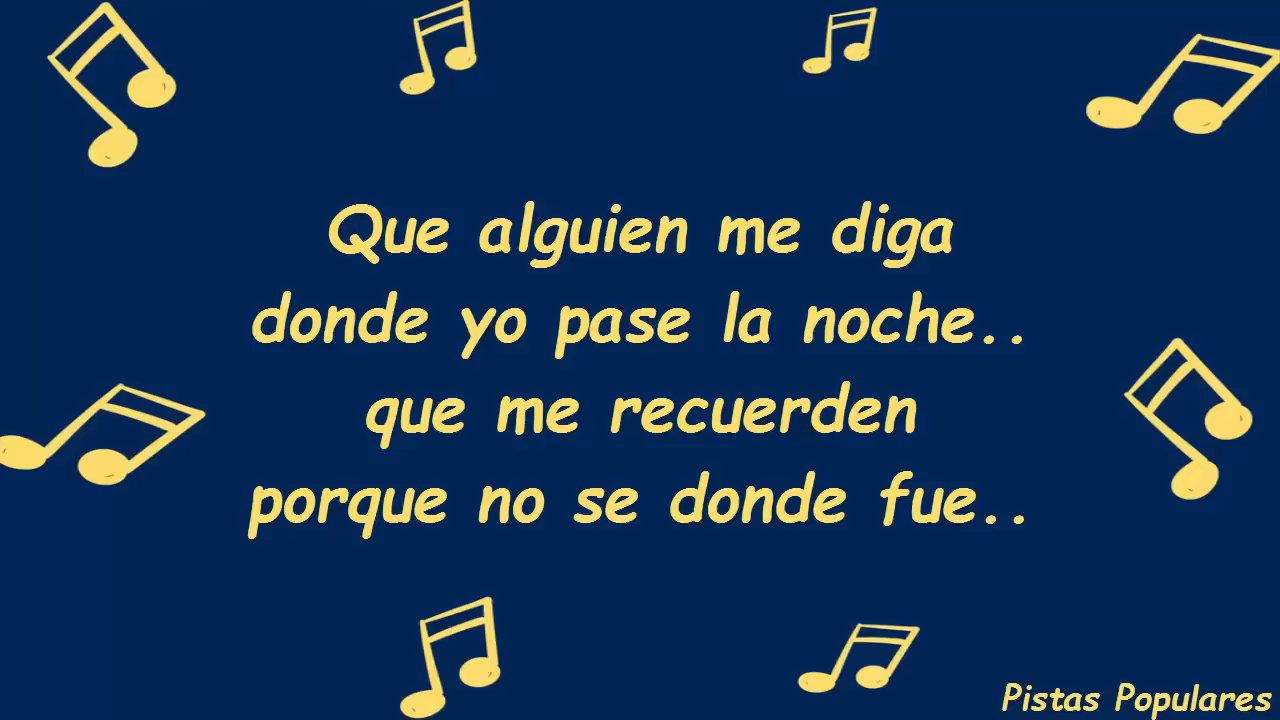 Que alguien me diga
donde yo pase la noche..
que me recuerden
porque no se donde fue..
Pistas Populares